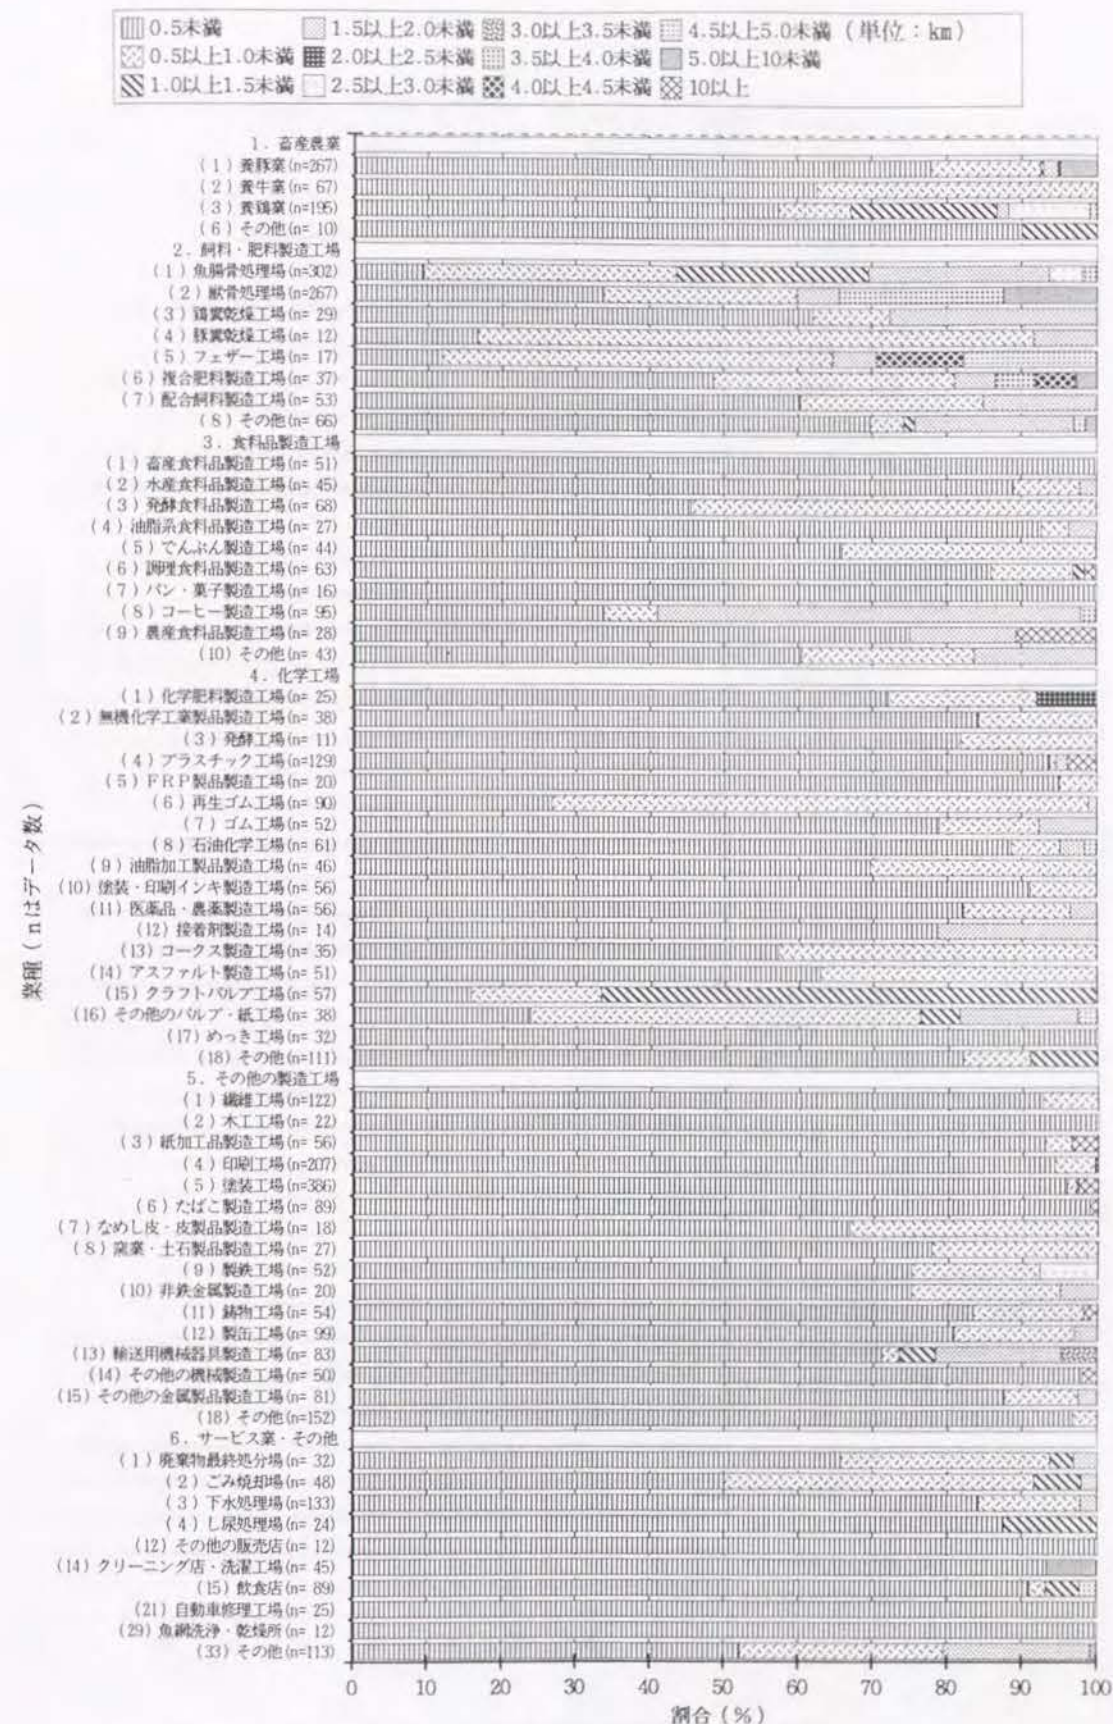 0.5未満 1.5以上2.0未満 3.0以上3.5未満 4.5以上5.0未満（単位：km）
0.5以上1.0未満 2.0以上2.5未満 3.5以上4.0未満 5.0以上10未満
1.0以上1.5未満 2.5以上3.0未満 4.0以上4.5未満 10以上
業種（nはデータ数）
1．畜産農業
(1)養豚業(n=267)
(2)養牛業(n= 67)
(3)養鶏業(n=195)
(6)その他(n= 10)
2．飼料・肥料製造工場
(1)魚腸骨処理場(n=302)
(2)獣骨処理場(n=267)
(3)鶏糞乾燥工場(n= 29)
(4)豚糞乾燥工場(n= 12)
(5)フェザー工場(n= 17)
(6)複合肥料製造工場(n= 37)
(7)配合飼料製造工場(n= 53)
(8)その他(n= 66)
3．食料品製造工場
(1)畜産食料品製造工場(n= 51)
(2)水産食料品製造工場(n= 45)
(3)発酵食料品製造工場(n= 68)
(4)油脂系食料品製造工場(n= 27)
(5)でんぷん製造工場(n= 44)
(6)調理食料品製造工場(n= 63)
(7)パン・菓子製造工場(n= 16)
(8)コーヒー製造工場(n= 95)
(9)農産食料品製造工場(n= 28)
(10)その他(n= 43)
4．化学工場
(1)化学肥料製造工場(n= 25)
(2)無機化学工業製品製造工場(n= 38)
(3)発酵工場(n= 11)
(4)プラスチック工場(n=129)
(5)ＦＲＰ製品製造工場(n= 20)
(6)再生ゴム工場(n= 90)
(7)ゴム工場(n= 52)
(8)石油化学工場(n= 61)
(9)油脂加工製品製造工場(n= 46)
(10)塗装・印刷インキ製造工場(n= 56)
(11)医薬品・農薬製造工場(n= 56)
(12)接着剤製造工場(n= 14)
(13)コークス製造工場(n= 35)
(14)アスファルト製造工場(n= 51)
(15)クラフトパルプ工場(n= 57)
(16)その他のパルプ・紙工場(n= 38)
(17)めっき工場(n= 32)
(18)その他(n=111)
5．その他の製造工場
(1)繊維工場(n=122)
(2)木工工場(n= 22)
(3)紙加工品製造工場(n= 56)
(4)印刷工場(n=207)
(5)塗装工場(n=386)
(6)たばこ製造工場(n= 89)
(7)なめし皮・皮製品製造工場(n= 18)
(8)窯業・土石製品製造工場(n= 27)
(9)製鉄工場(n= 52)
(10)非鉄金属製造工場(n= 20)
(11)鋳物工場(n= 54)
(12)製缶工場(n= 99)
(13)輸送用機械器具製造工場(n= 83)
(14)その他の機械製造工場(n= 50)
(15)その他の金属製品製造工場(n= 81)
(18)その他(n=152)
6．サービス業・その他
(1)廃棄物最終処分場(n= 32)
(2)ごみ焼却場(n= 48)
(3)下水処理場(n=133)
(4)し尿処理場(n= 24)
(12)その他の販売店(n= 12)
(14)クリーニング店・洗濯工場(n= 45)
(15)飲食店(n= 89)
(21)自動車修理工場(n= 25)
(29)魚網洗浄・乾燥所(n= 12)
(33)その他(n=113)
0 10 20 30 40 50 60 70 80 90 100
割合（％）